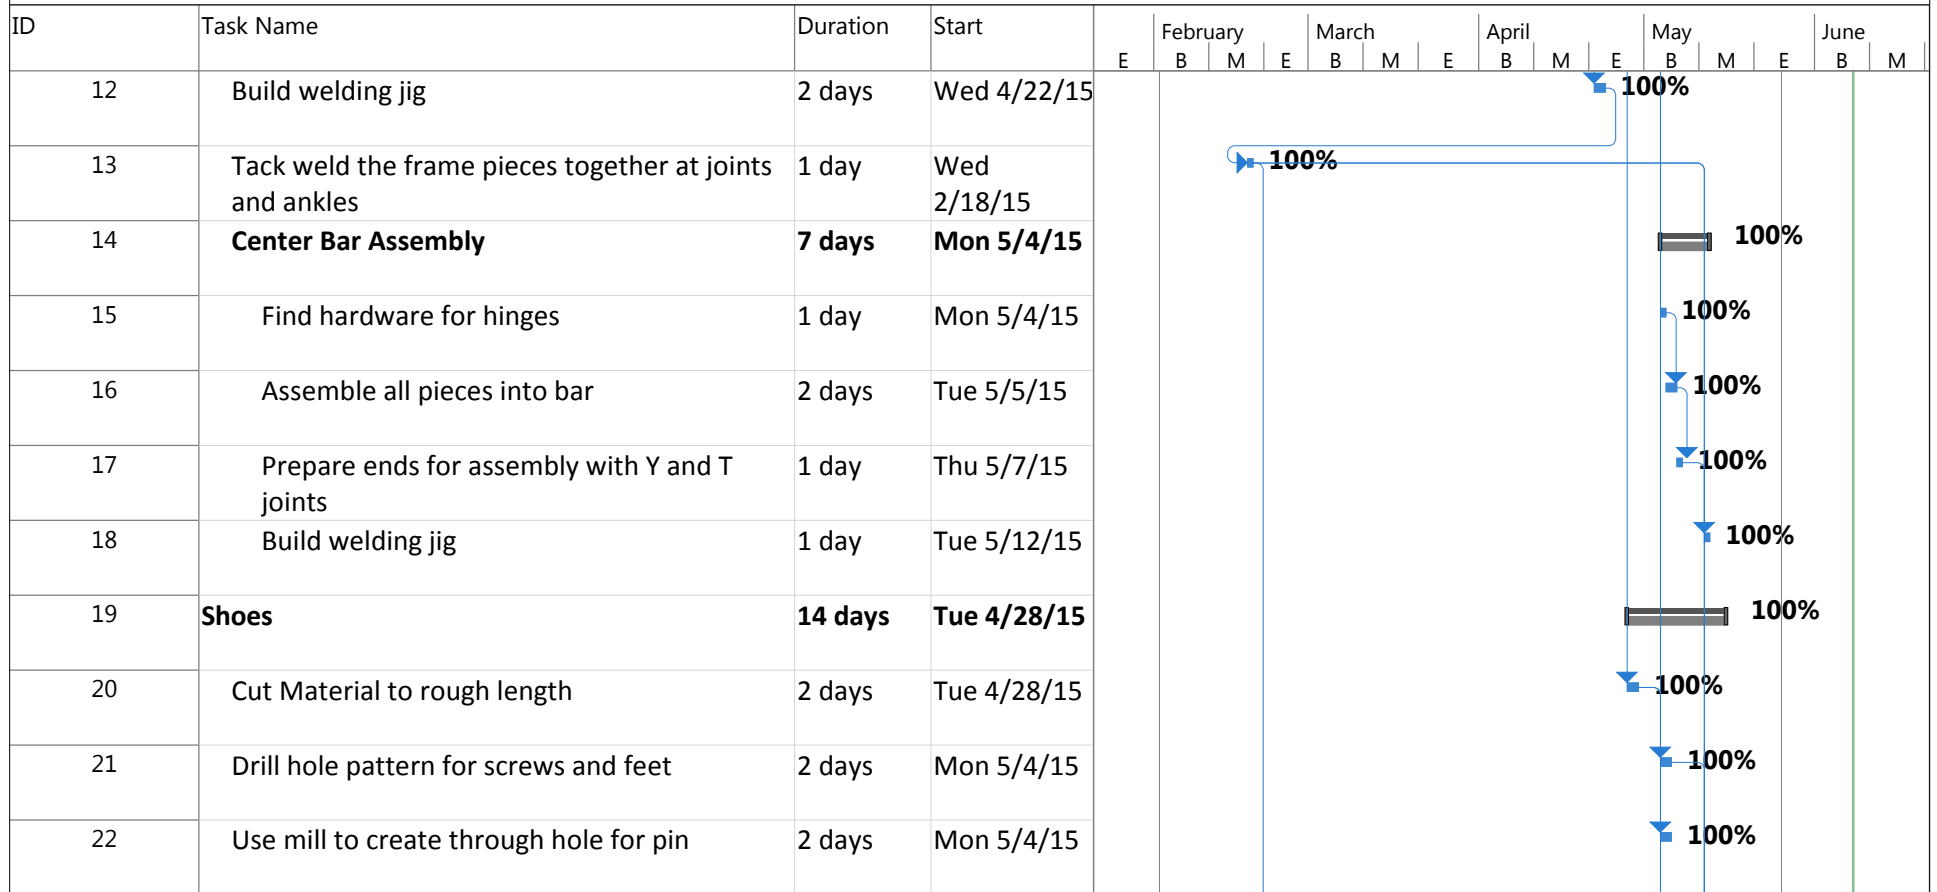 ID Task Name Duration Start
February March April May June
E B M E B M E B M E B M E B M
12 Build welding jig 2 days Wed 4/22/15 100%
13 Tack weld the frame pieces together at joints 1 day Wed 100%
and ankles 2/18/15
14 Center Bar Assembly 7 days Mon 5/4/15 100%
15 Find hardware for hinges 1 day Mon 5/4/15 100%
16 Assemble all pieces into bar 2 days Tue 5/5/15 100%
17 Prepare ends for assembly with Y and T 1 day Thu 5/7/15 100%
joints
18 Build welding jig 1 day Tue 5/12/15 100%
19 Shoes 14 days Tue 4/28/15 100%
20 Cut Material to rough length 2 days Tue 4/28/15 100%
21 Drill hole pattern for screws and feet 2 days Mon 5/4/15 100%
22 Use mill to create through hole for pin 2 days Mon 5/4/15 100%